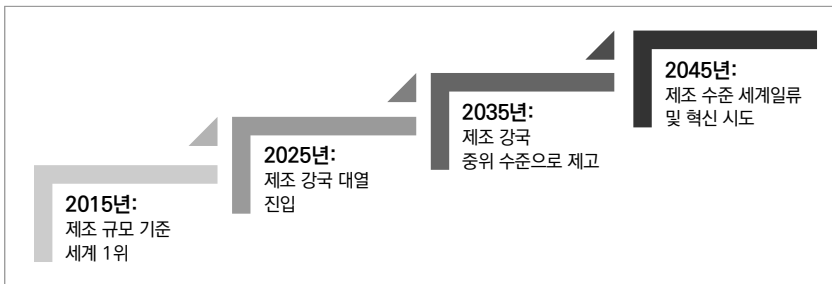 2015년:
제조 규모 기준
세계 1위
2025년:
제조 강국 대열
진입
2035년:
제조 강국
중위 수준으로 제고
2045년:
제조 수준 세계일류
및 혁신 시도